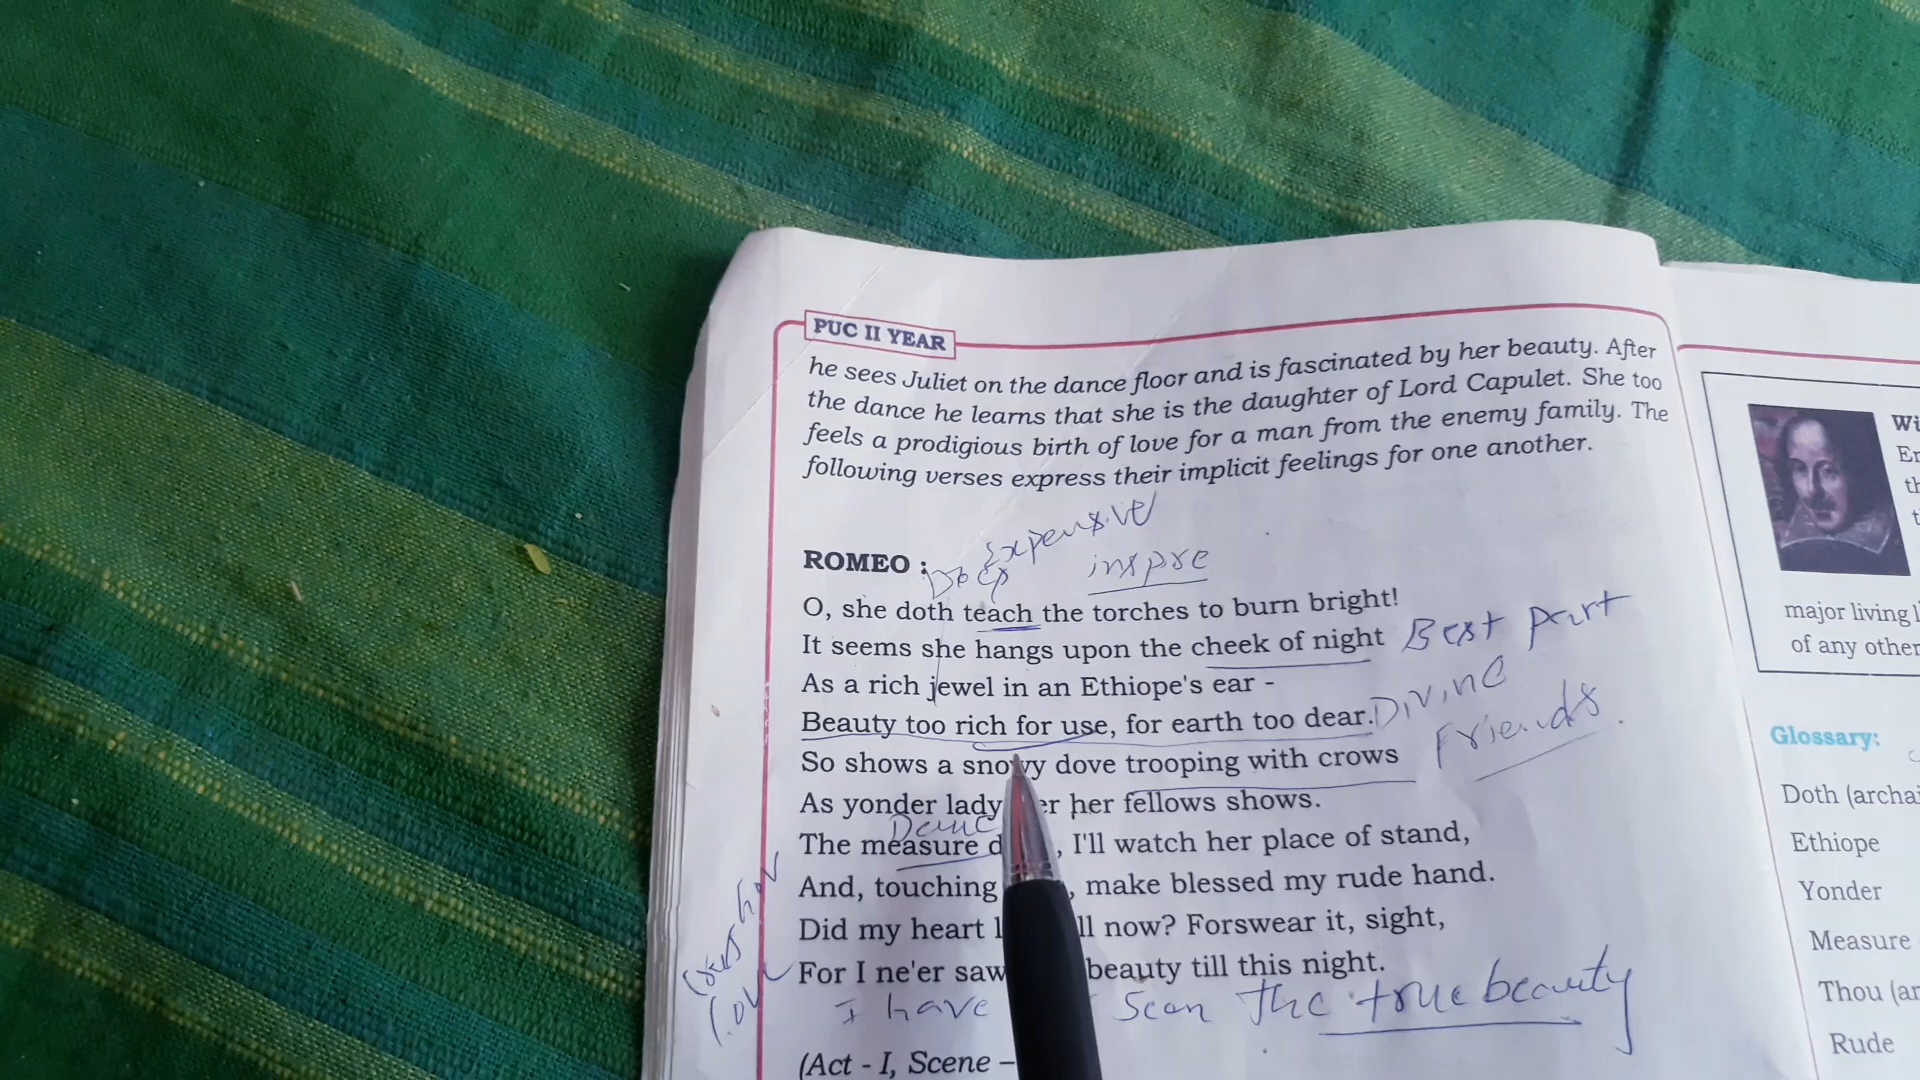 PUC II YEAR
he sees Juliet on the dance floor and is fascinated by her beauty. After
the dance he learns that she is the daughter of Lord Capulet. She too
feels a prodigious birth of love for a man from the enemy family. The
following verses express their implicit feelings for one another.
Expensive
ROMEO :
Does
inspre
O, she doth teach the torches to burn bright!
It seems she hangs upon the cheek of night
Best part
As a rich jewel in an Ethiope's ear -
Beauty too rich for use, for earth too dear.
Divine
So shows a snowy dove trooping with crows
Friends.
As yonder lady her fellows shows.
The measure I'll watch her place of stand,
And, touching make blessed my rude hand.
Did my heart now? Forswear it, sight,
For I ne'er saw beauty till this night.
I have seen the true beauty
(Act - I, Scene -
Wi
En
th
major living l
of any other
Glossary:
Doth (archai
Ethiope
Yonder
Measure
Thou (ar
Rude